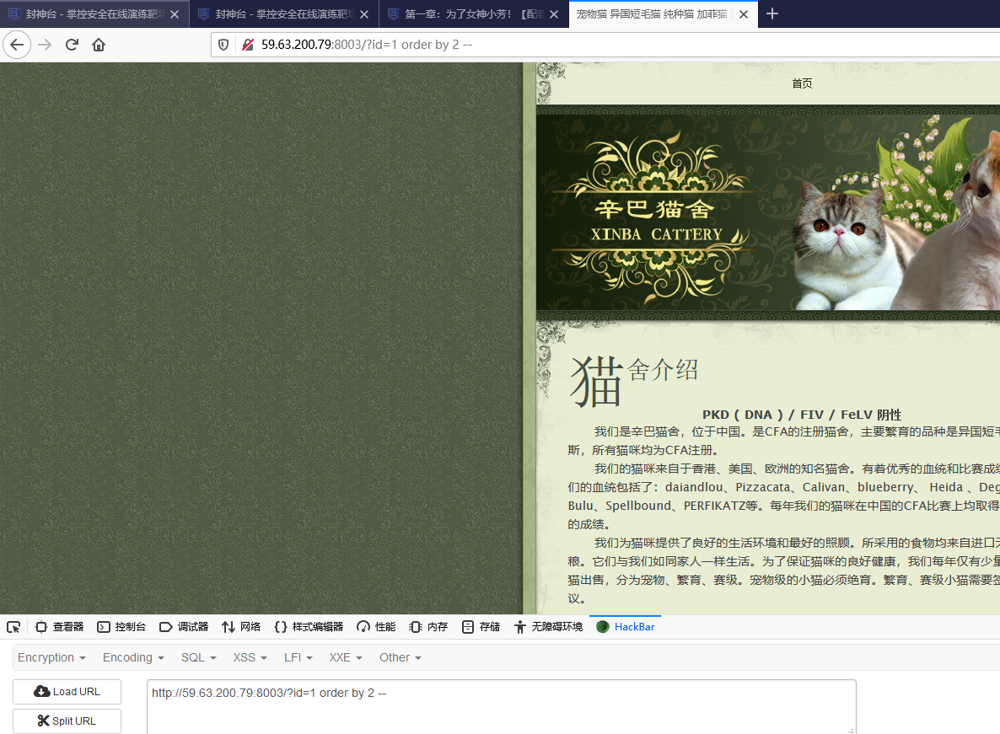 封神台 - 掌控安全在线演练靶场
封神台 - 掌控安全在线演练靶场
第一章：为了女神小芳！【配套
宠物猫 异国短毛猫 纯种猫 加菲猫
59.63.200.79:8003/?id=1 order by 2 --
首页
辛巴猫舍
XINBA CATTERY
猫舍介绍
PKD ( DNA ) / FIV / FeLV 阴性
我们是辛巴猫舍，位于中国。是CFA的注册猫舍，主要繁育的品种是异国短毛
斯，所有猫咪均为CFA注册。
我们的猫咪来自于香港、美国、欧洲的知名猫舍。有着优秀的血统和比赛成绩
们的血统包括了：daiandlou、Pizzacata、Calivan、blueberry、 Heida 、Deg
Bulu、Spellbound、PERFIKATZ等。每年我们的猫咪在中国的CFA比赛上均取得
的成绩。
我们为猫咪提供了良好的生活环境和最好的照顾。所采用的食物均来自进口天
粮。它们与我们如同家人一样生活。为了保证猫咪的良好健康，我们每年仅有少量
猫出售，分为宠物、繁育、赛级。宠物级的小猫必须绝育。繁育、赛级小猫需要签
议。
查看器 控制台 调试器 网络 样式编辑器 性能 内存 存储 无障碍环境 HackBar
Encryption Encoding SQL XSS LFI XXE Other
Load URL
http://59.63.200.79:8003/?id=1 order by 2 --
Split URL